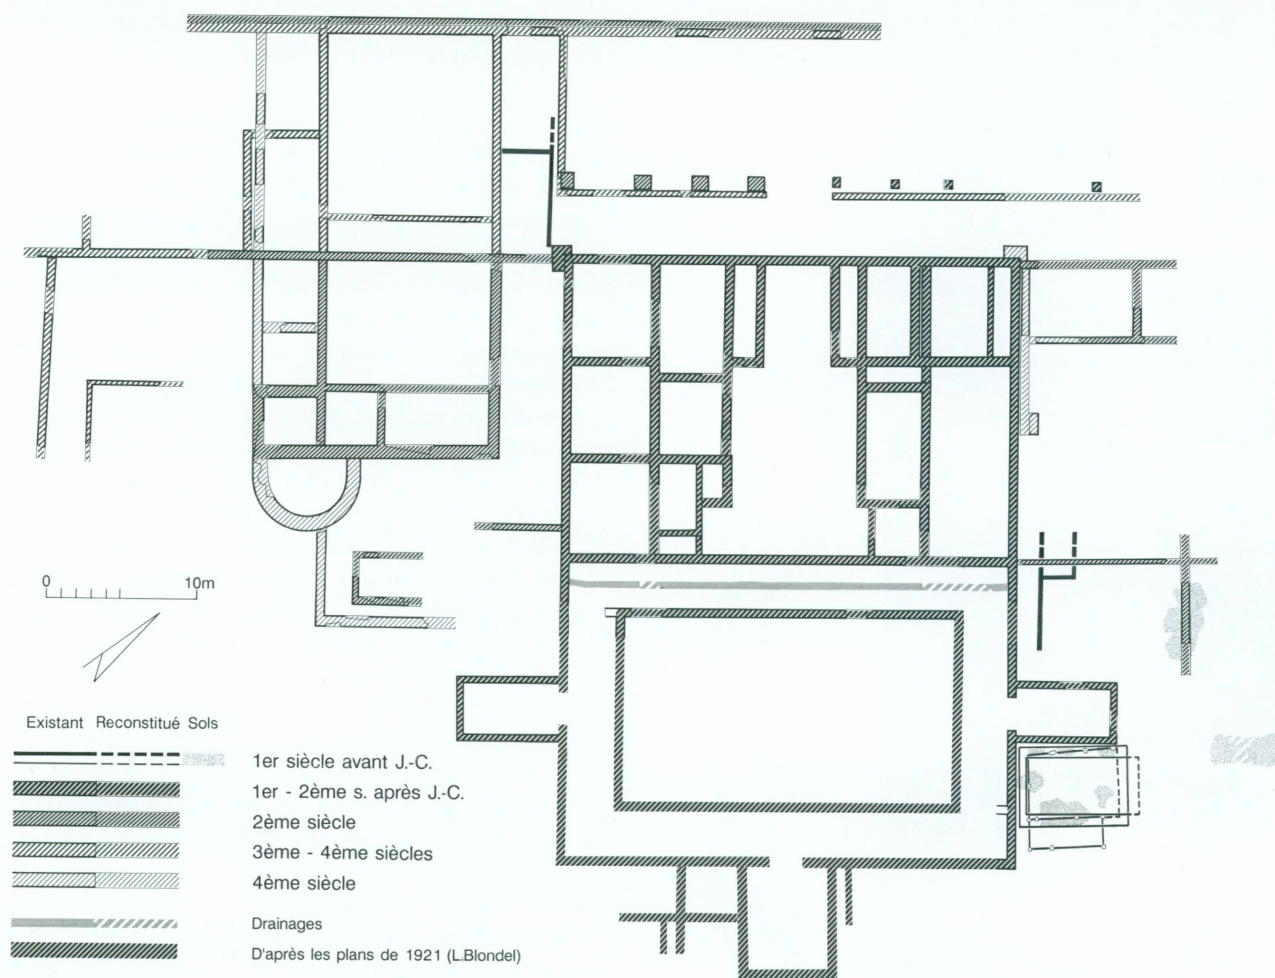 0 10m
Existant Reconstitué Sols
1er siècle avant J.-C.
1er - 2ème s. après J.-C.
2ème siècle
3ème - 4ème siècles
4ème siècle
Drainages
D'après les plans de 1921 (L.Blondel)